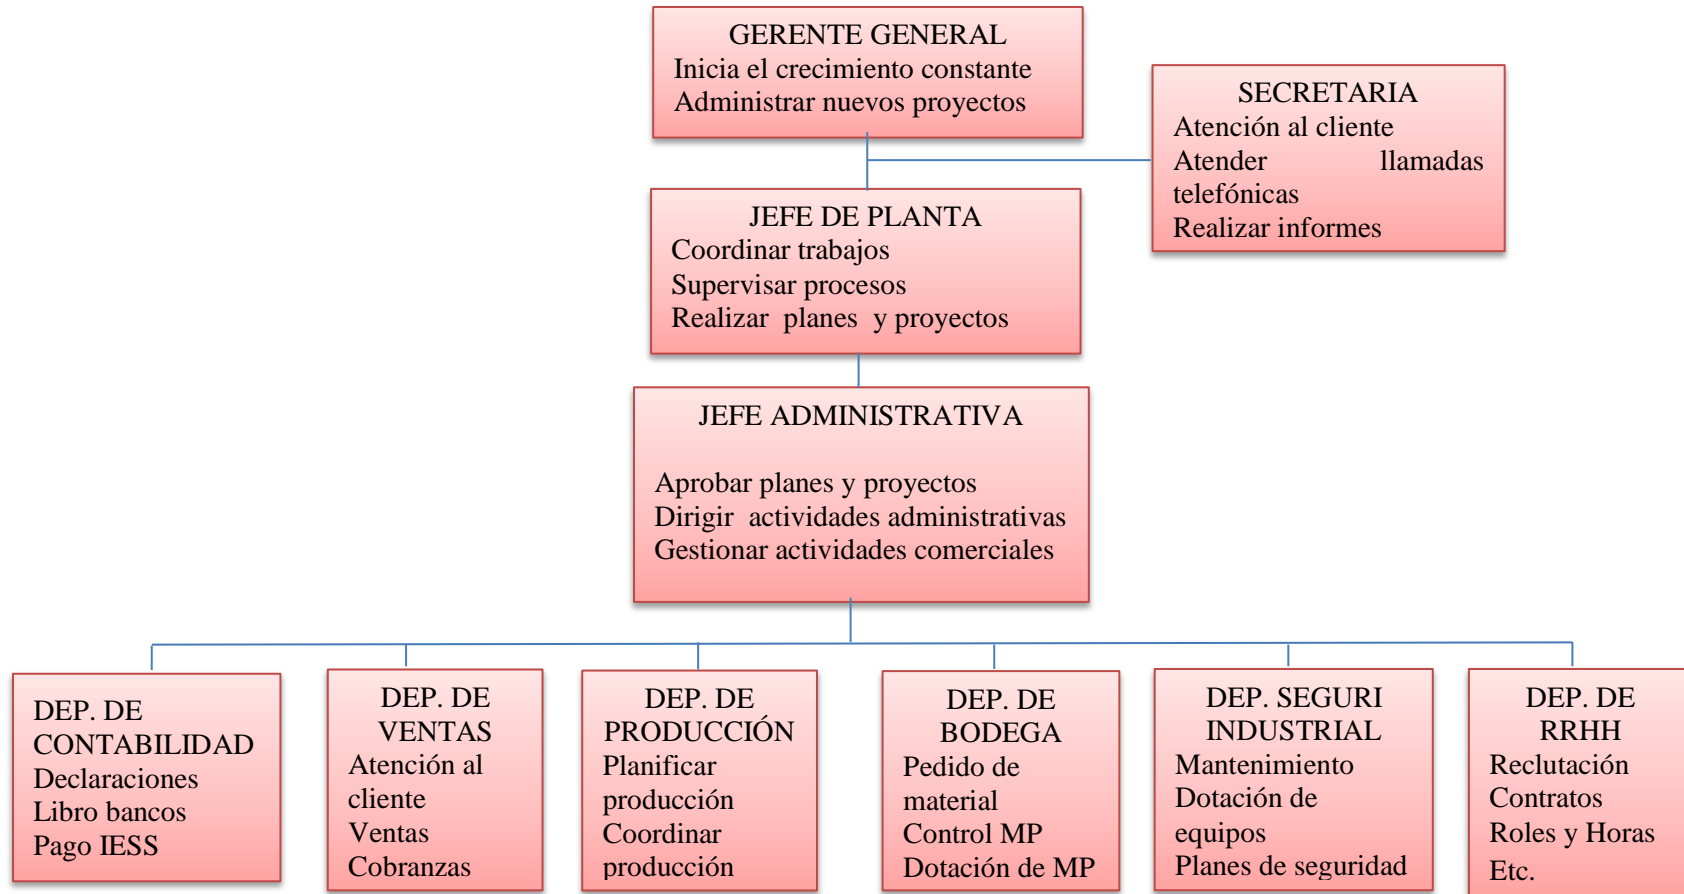 GERENTE GENERAL
Inicia el crecimiento constante
Administrar nuevos proyectos
SECRETARIA
Atención al cliente
Atender llamadas
telefónicas
Realizar informes
JEFE DE PLANTA
Coordinar trabajos
Supervisar procesos
Realizar planes y proyectos
JEFE ADMINISTRATIVA
Aprobar planes y proyectos
Dirigir actividades administrativas
Gestionar actividades comerciales
DEP. DE
CONTABILIDAD
Declaraciones
Libro bancos
Pago IESS
DEP. DE
VENTAS
Atención al
cliente
Ventas
Cobranzas
DEP. DE
PRODUCCIÓN
Planificar
producción
Coordinar
producción
DEP. DE
BODEGA
Pedido de
material
Control MP
Dotación de MP
DEP. SEGURI
INDUSTRIAL
Mantenimiento
Dotación de
equipos
Planes de seguridad
DEP. DE
RRHH
Reclutación
Contratos
Roles y Horas
Etc.